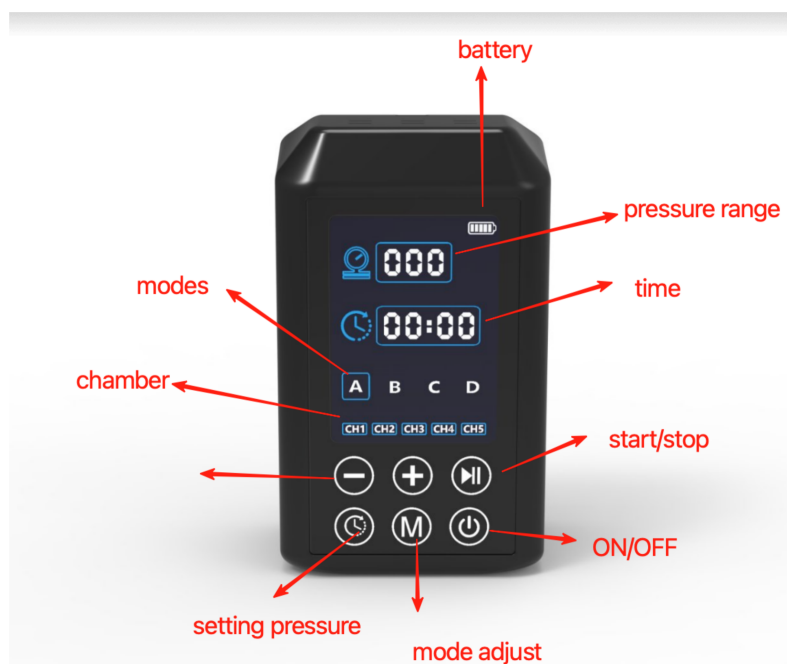 battery
pressure range
000
time
00:00
modes
A B C D
chamber
CH1 CH2 CH3 CH4 CH5
start/stop
M
ON/OFF
setting pressure
mode adjust